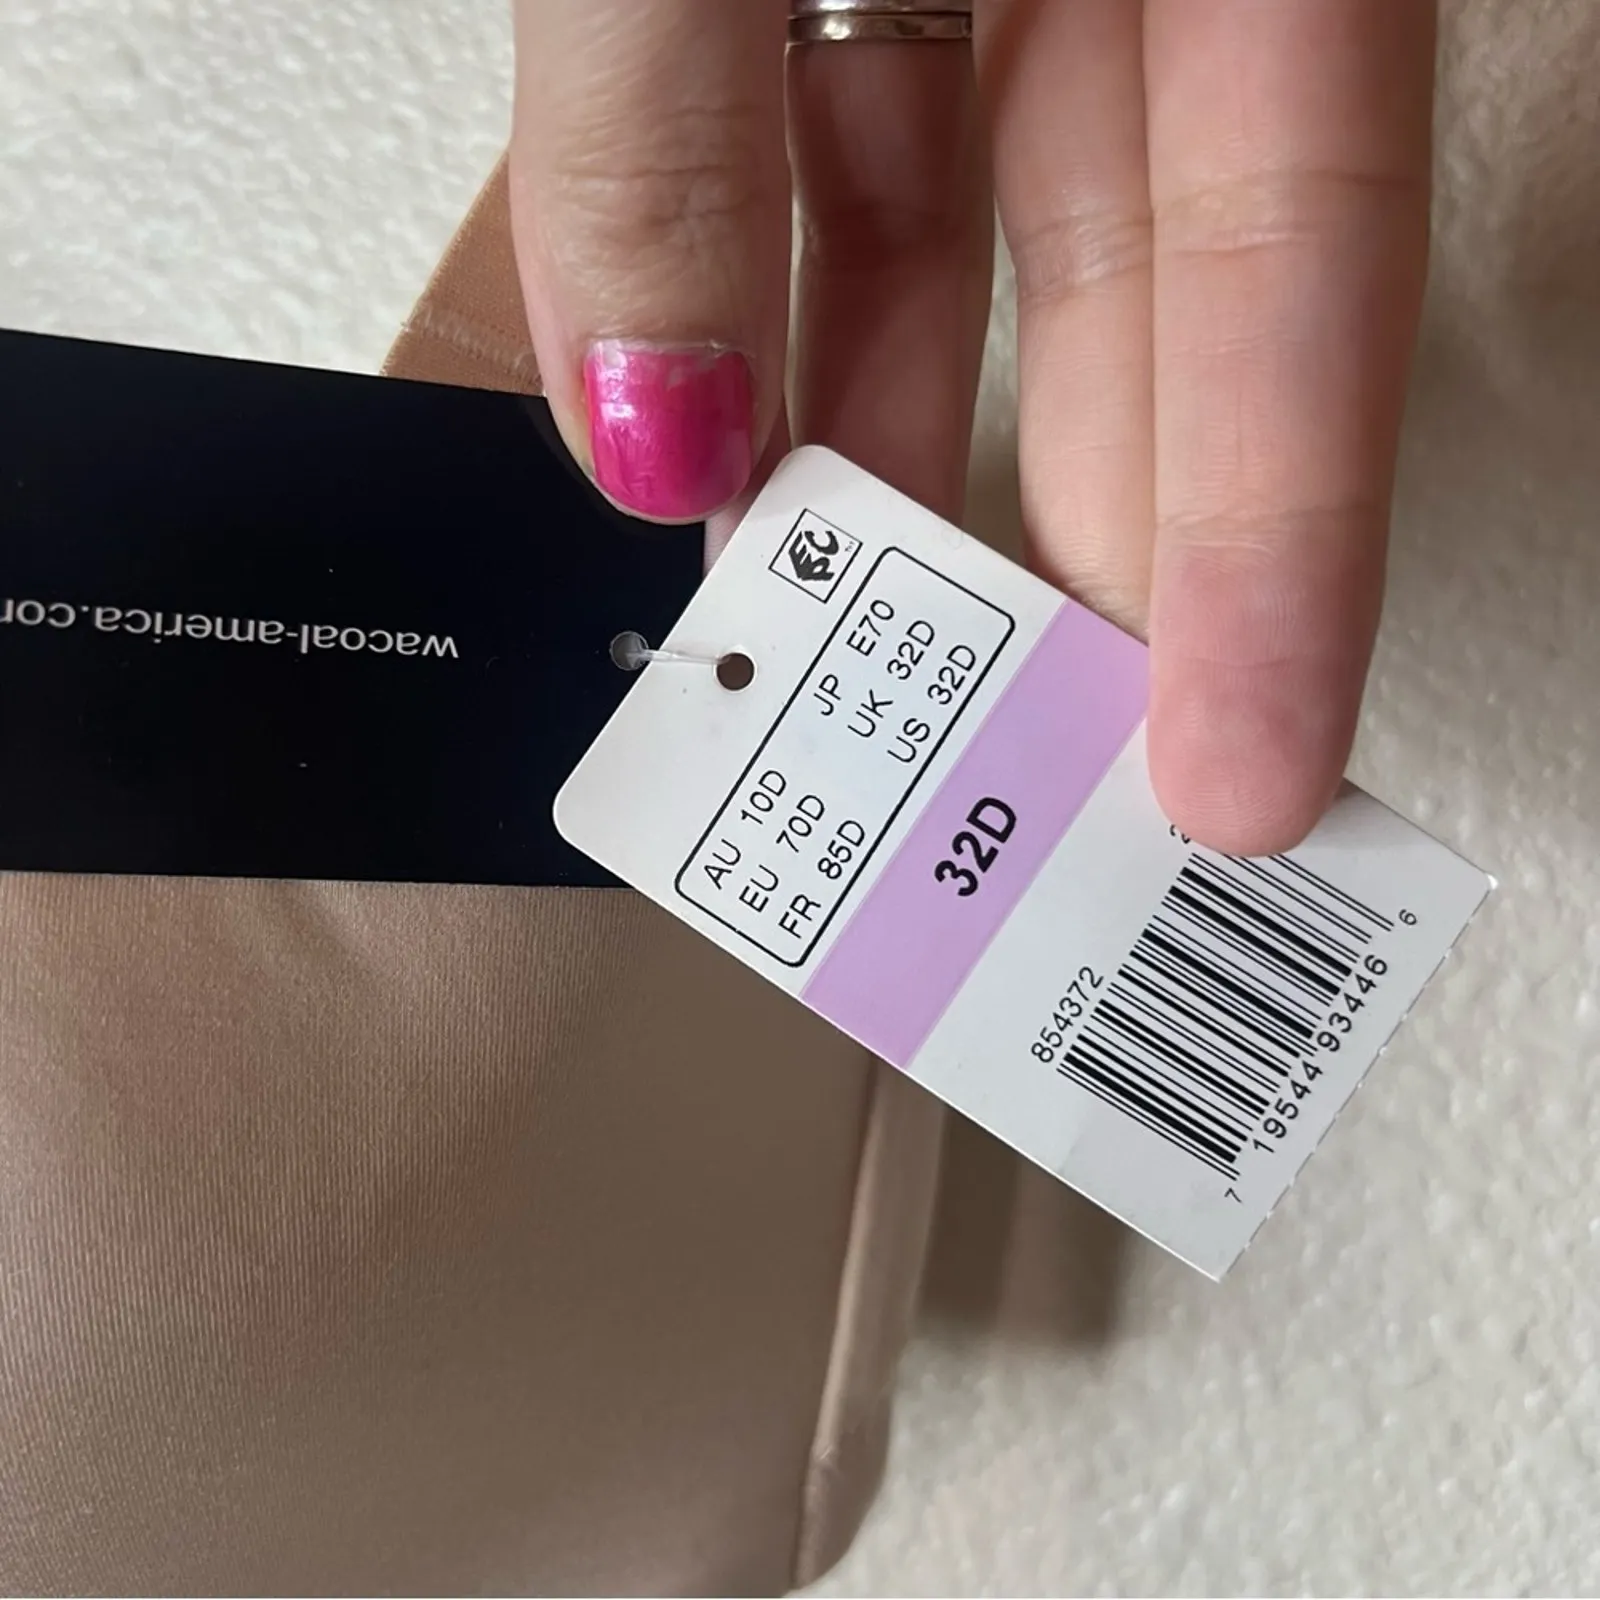 wacoal-america.co
AU 10D JP E70
EU 70D UK 32D
FR 85D US 32D
32D
854372
7 19544 93446 6